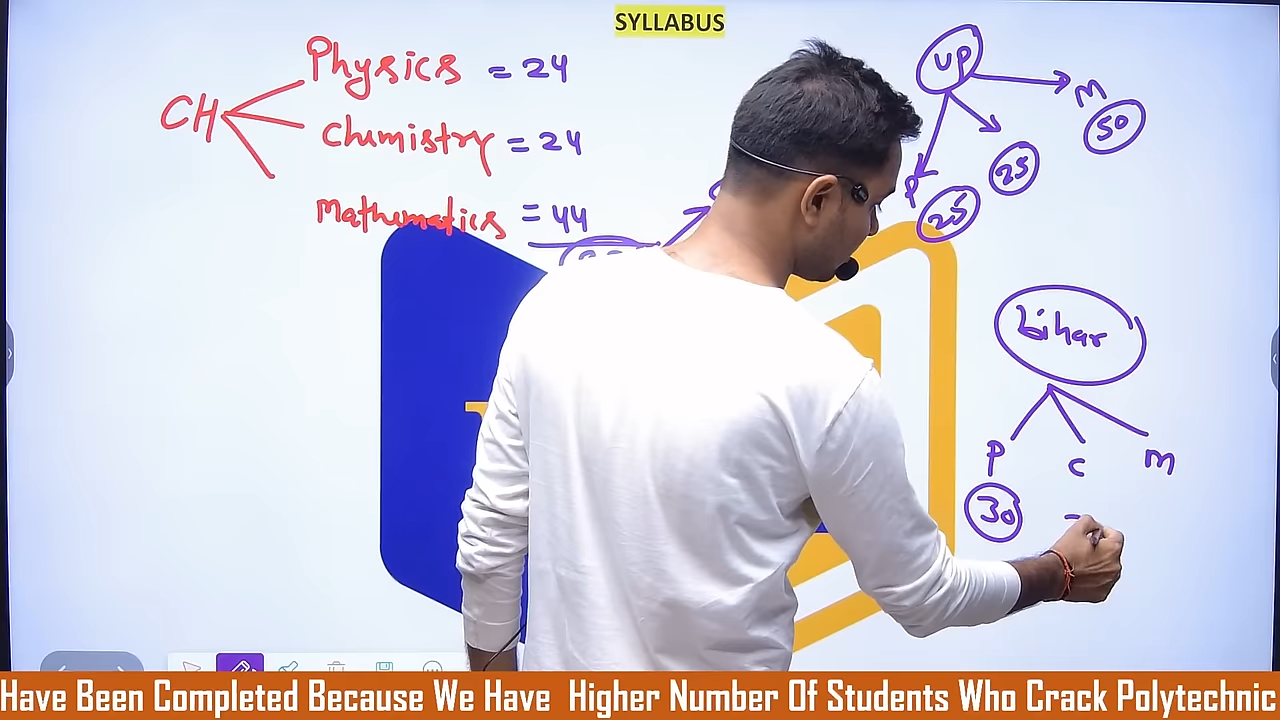 SYLLABUS
CH
Physics = 24
Chemistry = 24
Mathematics = 44
UP
M
50
25
P
25
bihar
P C M
30
Have Been Completed Because We Have Higher Number Of Students Who Crack Polytechnic